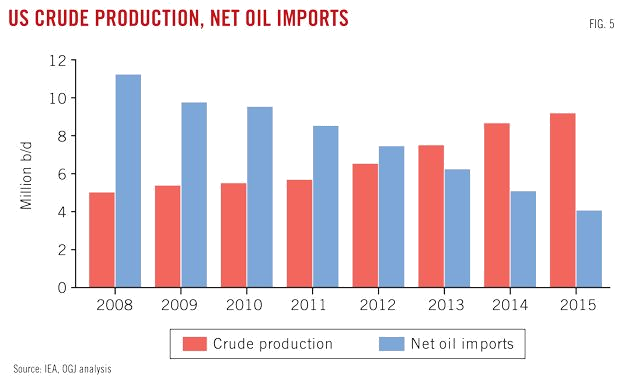 US CRUDE PRODUCTION, NET OIL IMPORTS
FIG. 5
Million b/d
12
10
8
6
4
2
0
2008 2009 2010 2011 2012 2013 2014 2015
Crude production Net oil imports
Source: IEA, OGJ analysis